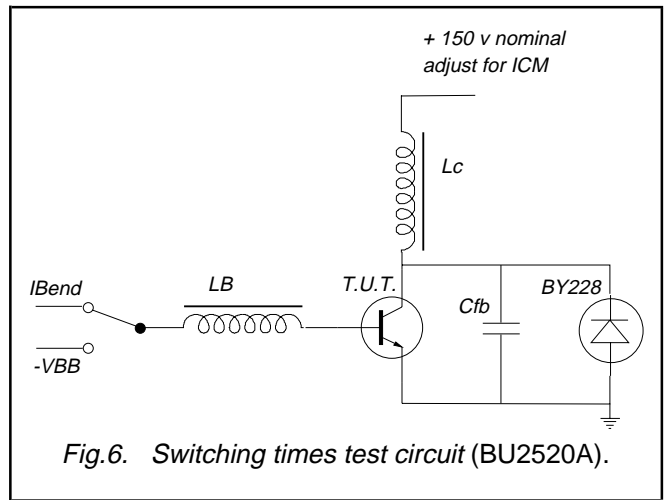 + 150 v nominal
adjust for ICM
Lc
IBend
LB
T.U.T.
Cfb
BY228
-VBB
Fig.6. Switching times test circuit (BU2520A).